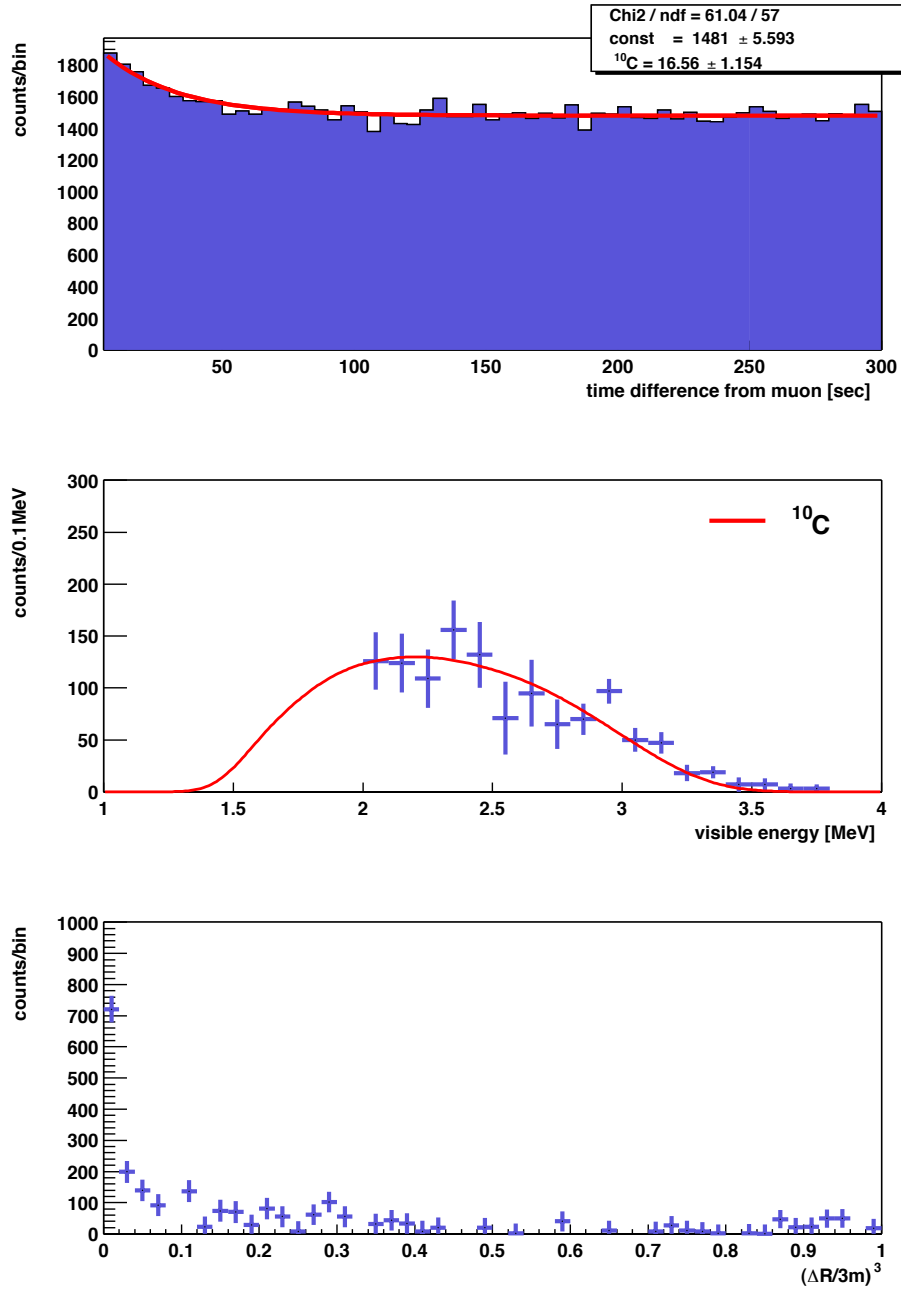 Chi2 / ndf = 61.04 / 57
const = 1481 ± 5.593
10C = 16.56 ± 1.154
counts/bin
1800
1600
1400
1200
1000
800
600
400
200
0
50 100 150 200 250 300
time difference from muon [sec]
counts/0.1MeV
300
250
200
150
100
50
0
10C
1 1.5 2 2.5 3 3.5 4
visible energy [MeV]
counts/bin
1000
900
800
700
600
500
400
300
200
100
0
0 0.1 0.2 0.3 0.4 0.5 0.6 0.7 0.8 0.9 1
(ΔR/3m)3